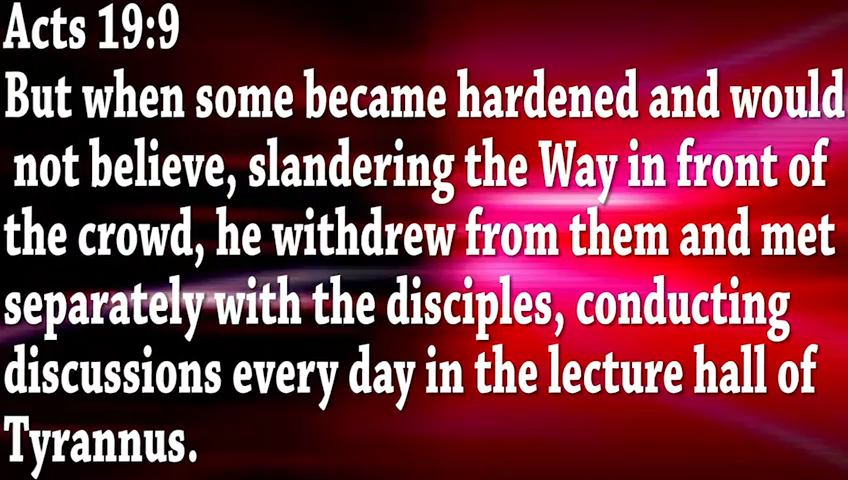 Acts 19:9
But when some became hardened and would
not believe, slandering the Way in front of
the crowd, he withdrew from them and met
separately with the disciples, conducting
discussions every day in the lecture hall of
Tyrannus.